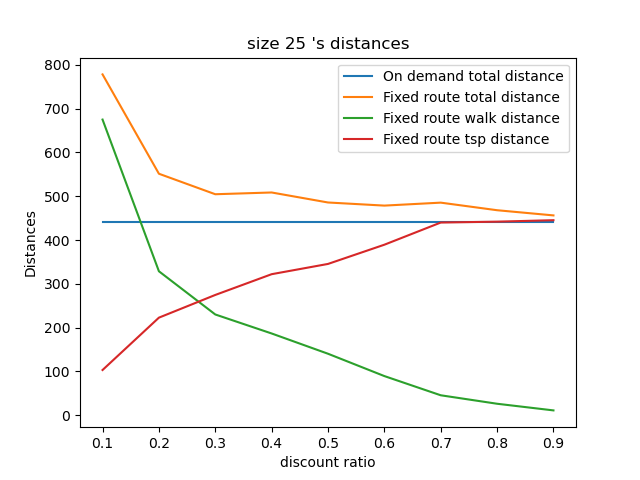 size 25 's distances
On demand total distance
Fixed route total distance
Fixed route walk distance
Fixed route tsp distance
Distances
800
700
600
500
400
300
200
100
0
0.1 0.2 0.3 0.4 0.5 0.6 0.7 0.8 0.9
discount ratio